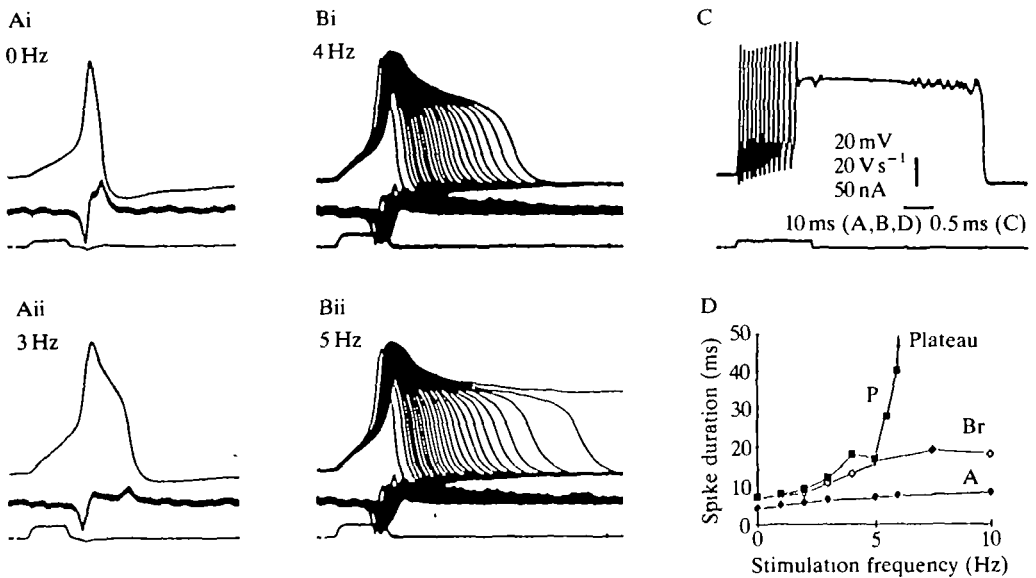 Ai
0 Hz
Bi
4 Hz
C
20 mV
20 V s⁻¹
50 nA
10 ms (A,B,D) 0.5 ms (C)
Aii
3 Hz
Bii
5 Hz
D
Spike duration (ms)
50
40
30
20
10
0
Plateau
P
Br
A
0
5
10
Stimulation frequency (Hz)